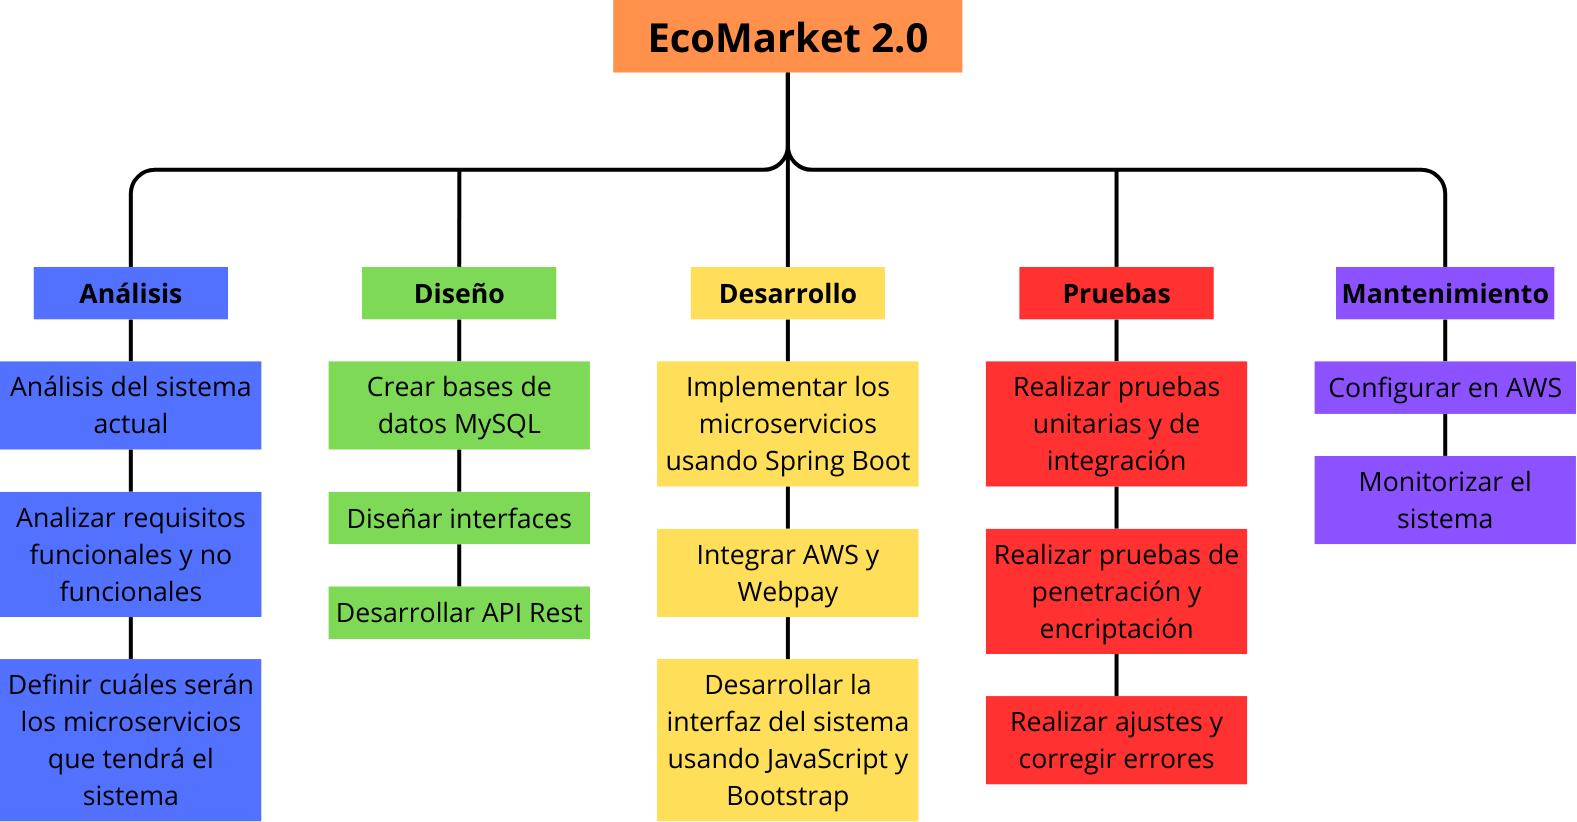 EcoMarket 2.0
Análisis
Análisis del sistema
actual
Analizar requisitos
funcionales y no
funcionales
Definir cuáles serán
los microservicios
que tendrá el
sistema
Diseño
Crear bases de
datos MySQL
Diseñar interfaces
Desarrollar API Rest
Desarrollo
Implementar los
microservicios
usando Spring Boot
Integrar AWS y
Webpay
Desarrollar la
interfaz del sistema
usando JavaScript y
Bootstrap
Pruebas
Realizar pruebas
unitarias y de
integración
Realizar pruebas de
penetración y
encriptación
Realizar ajustes y
corregir errores
Mantenimiento
Configurar en AWS
Monitorizar el
sistema